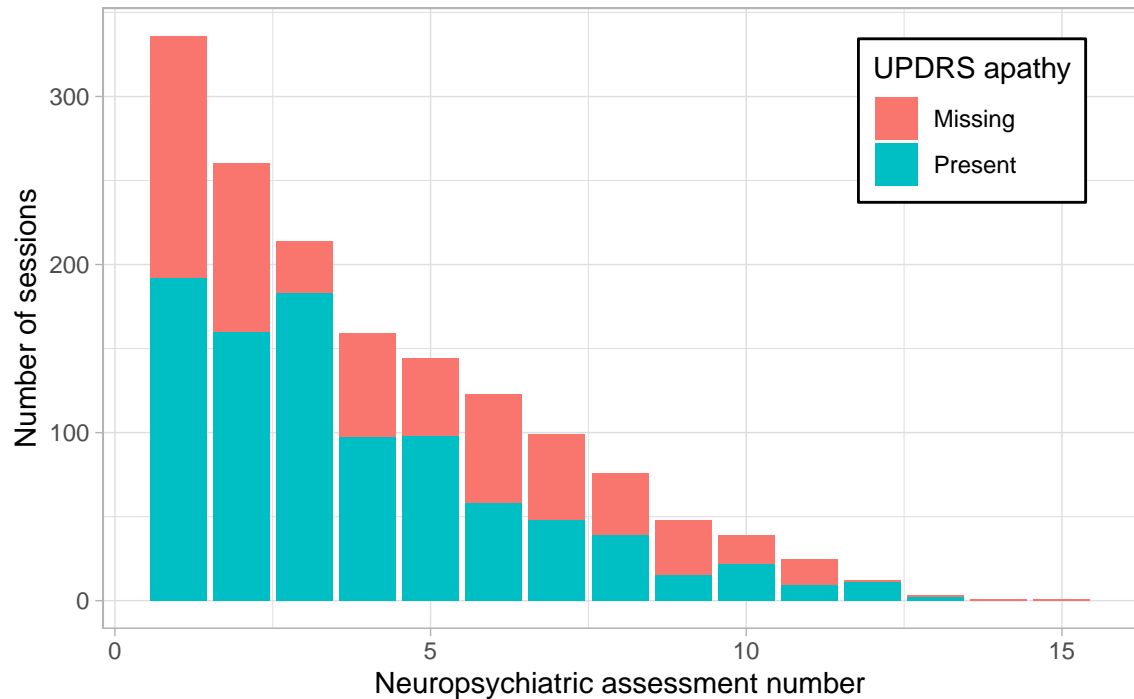 UPDRS apathy
Missing
Present
Number of sessions
300
200
100
0
0 5 10 15
Neuropsychiatric assessment number